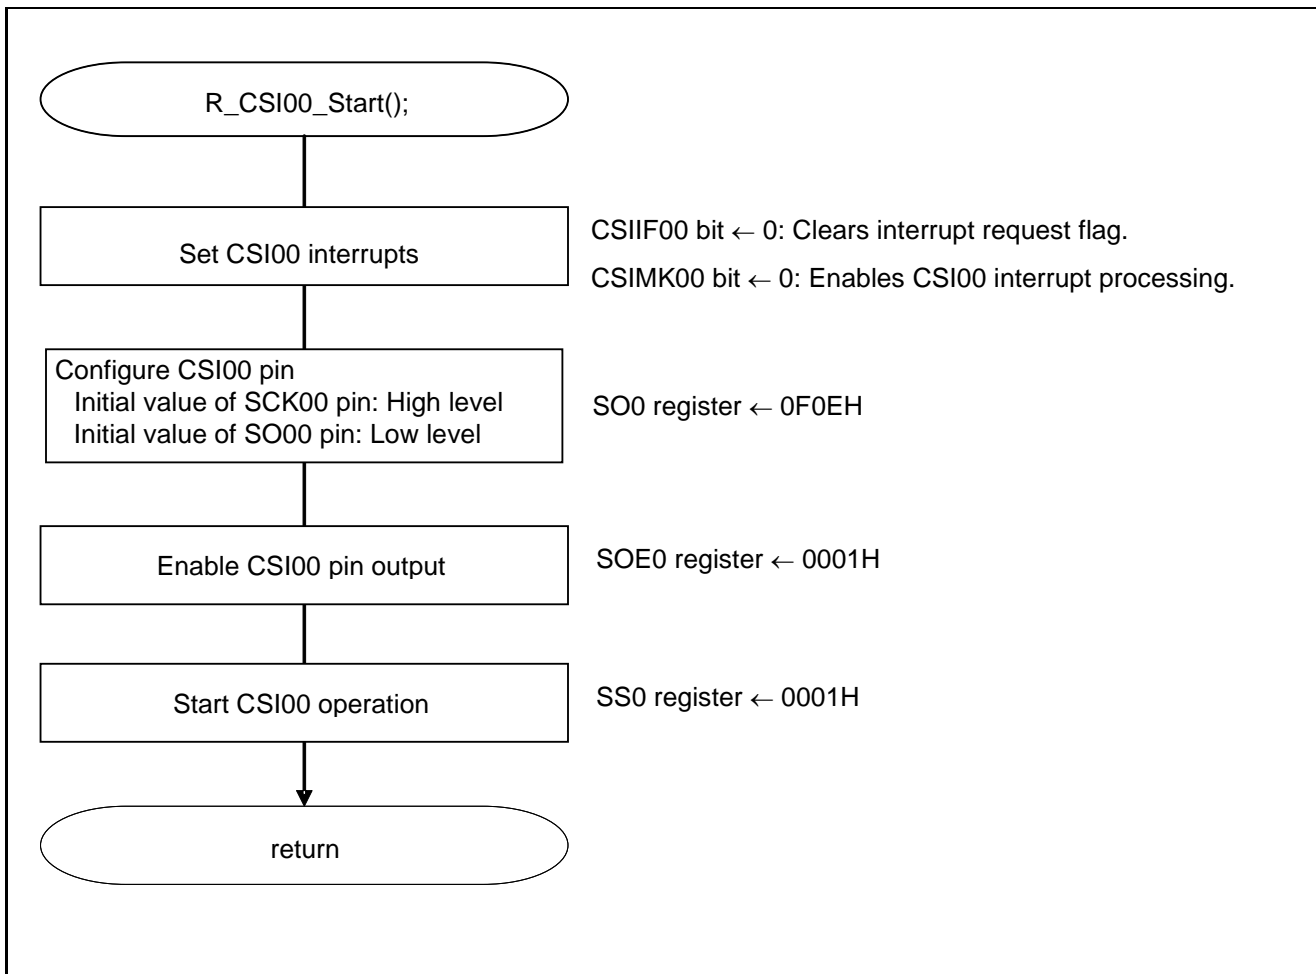 R_CSI00_Start();
Set CSI00 interrupts
CSIIF00 bit ← 0: Clears interrupt request flag.
CSIMK00 bit ← 0: Enables CSI00 interrupt processing.
Configure CSI00 pin
Initial value of SCK00 pin: High level
Initial value of SO00 pin: Low level
SO0 register ← 0F0EH
Enable CSI00 pin output
SOE0 register ← 0001H
Start CSI00 operation
SS0 register ← 0001H
return